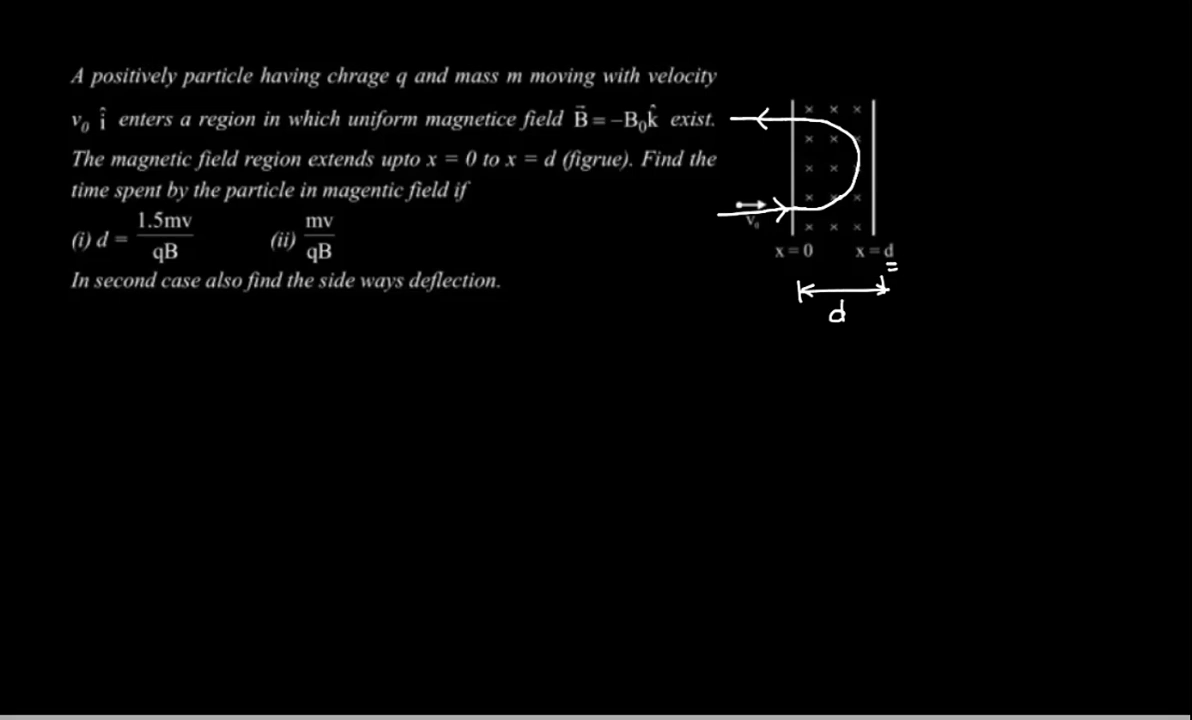 A positively particle having chrage q and mass m moving with velocity
v₀ î enters a region in which uniform magnetice field B⃗ = −B₀k̂ exist.
The magnetic field region extends upto x = 0 to x = d (figrue). Find the
time spent by the particle in magentic field if
(i) d = 1.5mv/qB (ii) mv/qB
In second case also find the side ways deflection.
v₀
x = 0 x = d
d